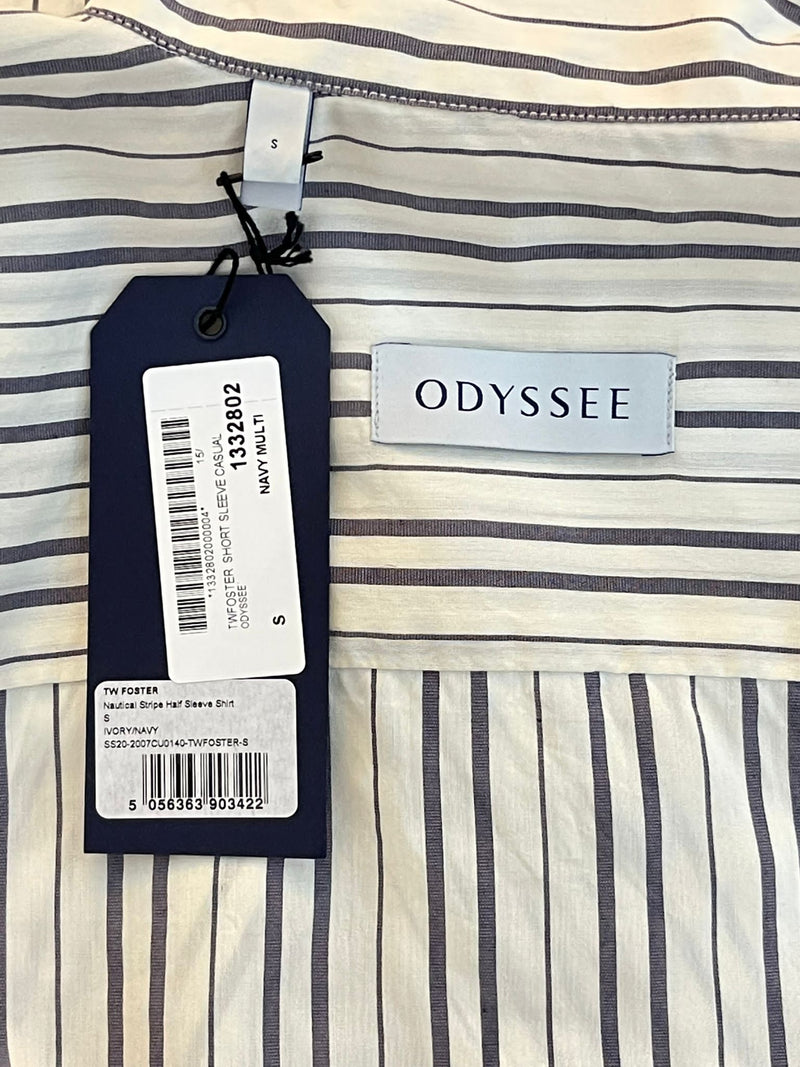 S
ODYSSEE
1332802
NAVY MULTI
15/
*1332802000004*
TWFOSTER SHORT SLEEVE CASUAL
ODYSSEE
S
TW FOSTER
Nautical Stripe Half Sleeve Shirt
S
IVORY/NAVY
SS20-2007CU0140-TWFOSTER-S
5 056363 903422